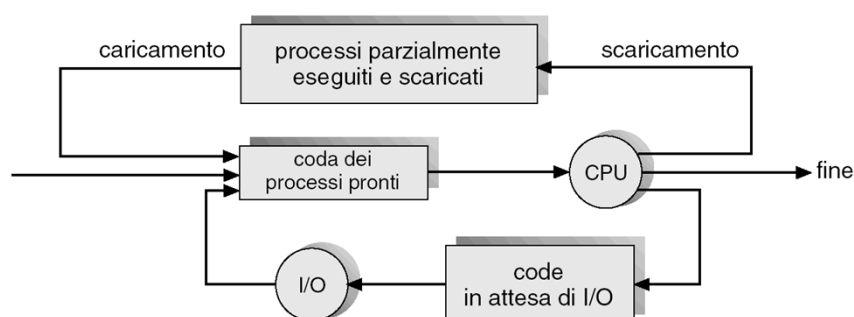 caricamento
processi parzialmente
eseguiti e scaricati
scaricamento
coda dei
processi pronti
CPU
fine
I/O
code
in attesa di I/O